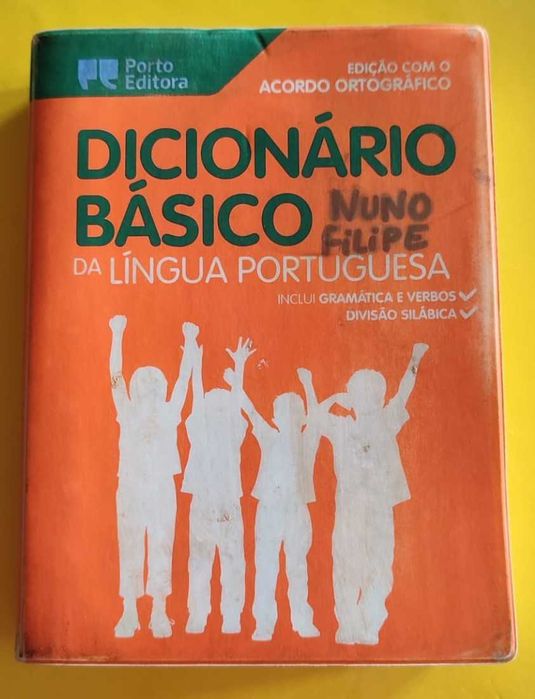 Porto
Editora
EDIÇÃO COM O
ACORDO ORTOGRÁFICO
DICIONÁRIO
BÁSICO
NUNO
FiLiPE
DA LÍNGUA PORTUGUESA
INCLUI GRAMÁTICA E VERBOS
DIVISÃO SILÁBICA